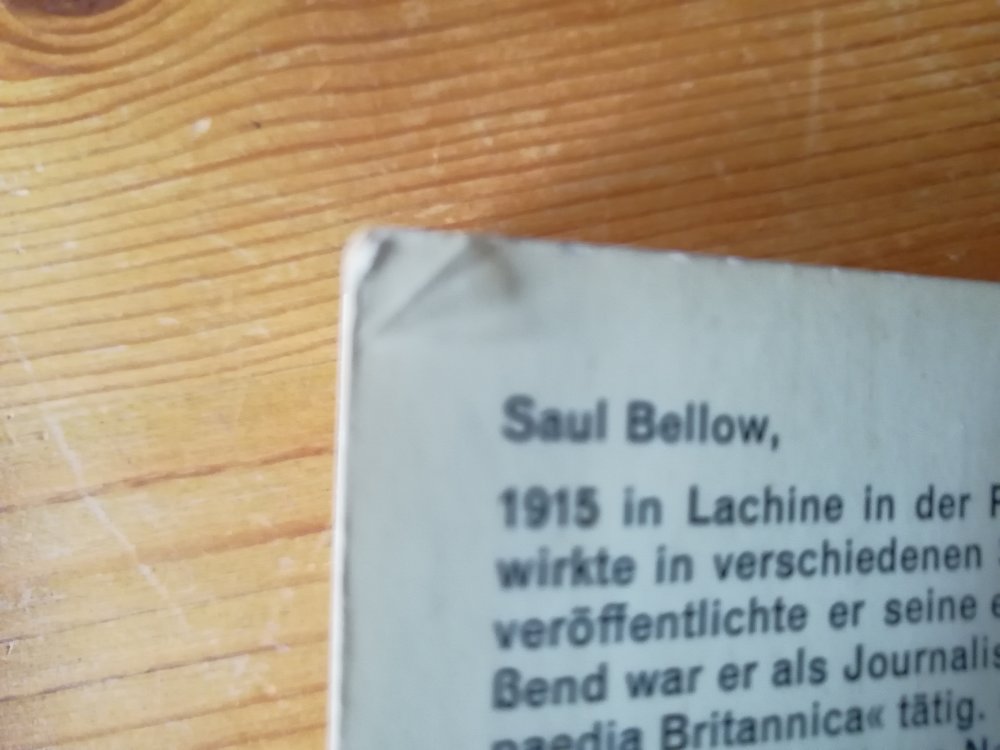 Saul Bellow,
1915 in Lachine in der
wirkte in verschiedenen
veröffentlichte er seine
ßend war er als Journalis
paedia Britannica« tätig.